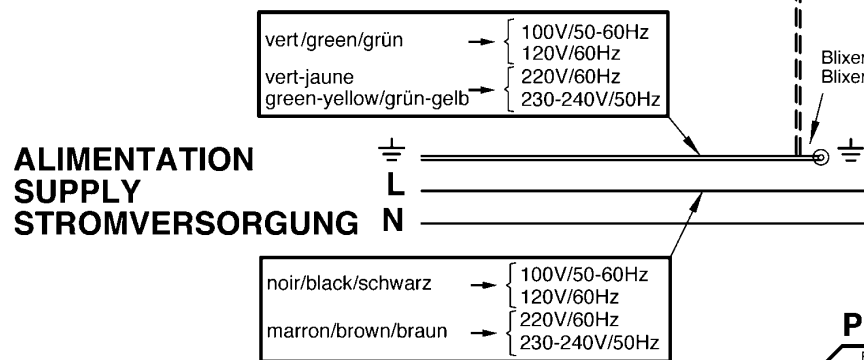 vert/green/grün
100V/50-60Hz
120V/60Hz
vert-jaune
green-yellow/grün-gelb
220V/60Hz
230-240V/50Hz
Blixer
Blixer
ALIMENTATION
SUPPLY
STROMVERSORGUNG
L
N
noir/black/schwarz
100V/50-60Hz
120V/60Hz
marron/brown/braun
220V/60Hz
230-240V/50Hz
P